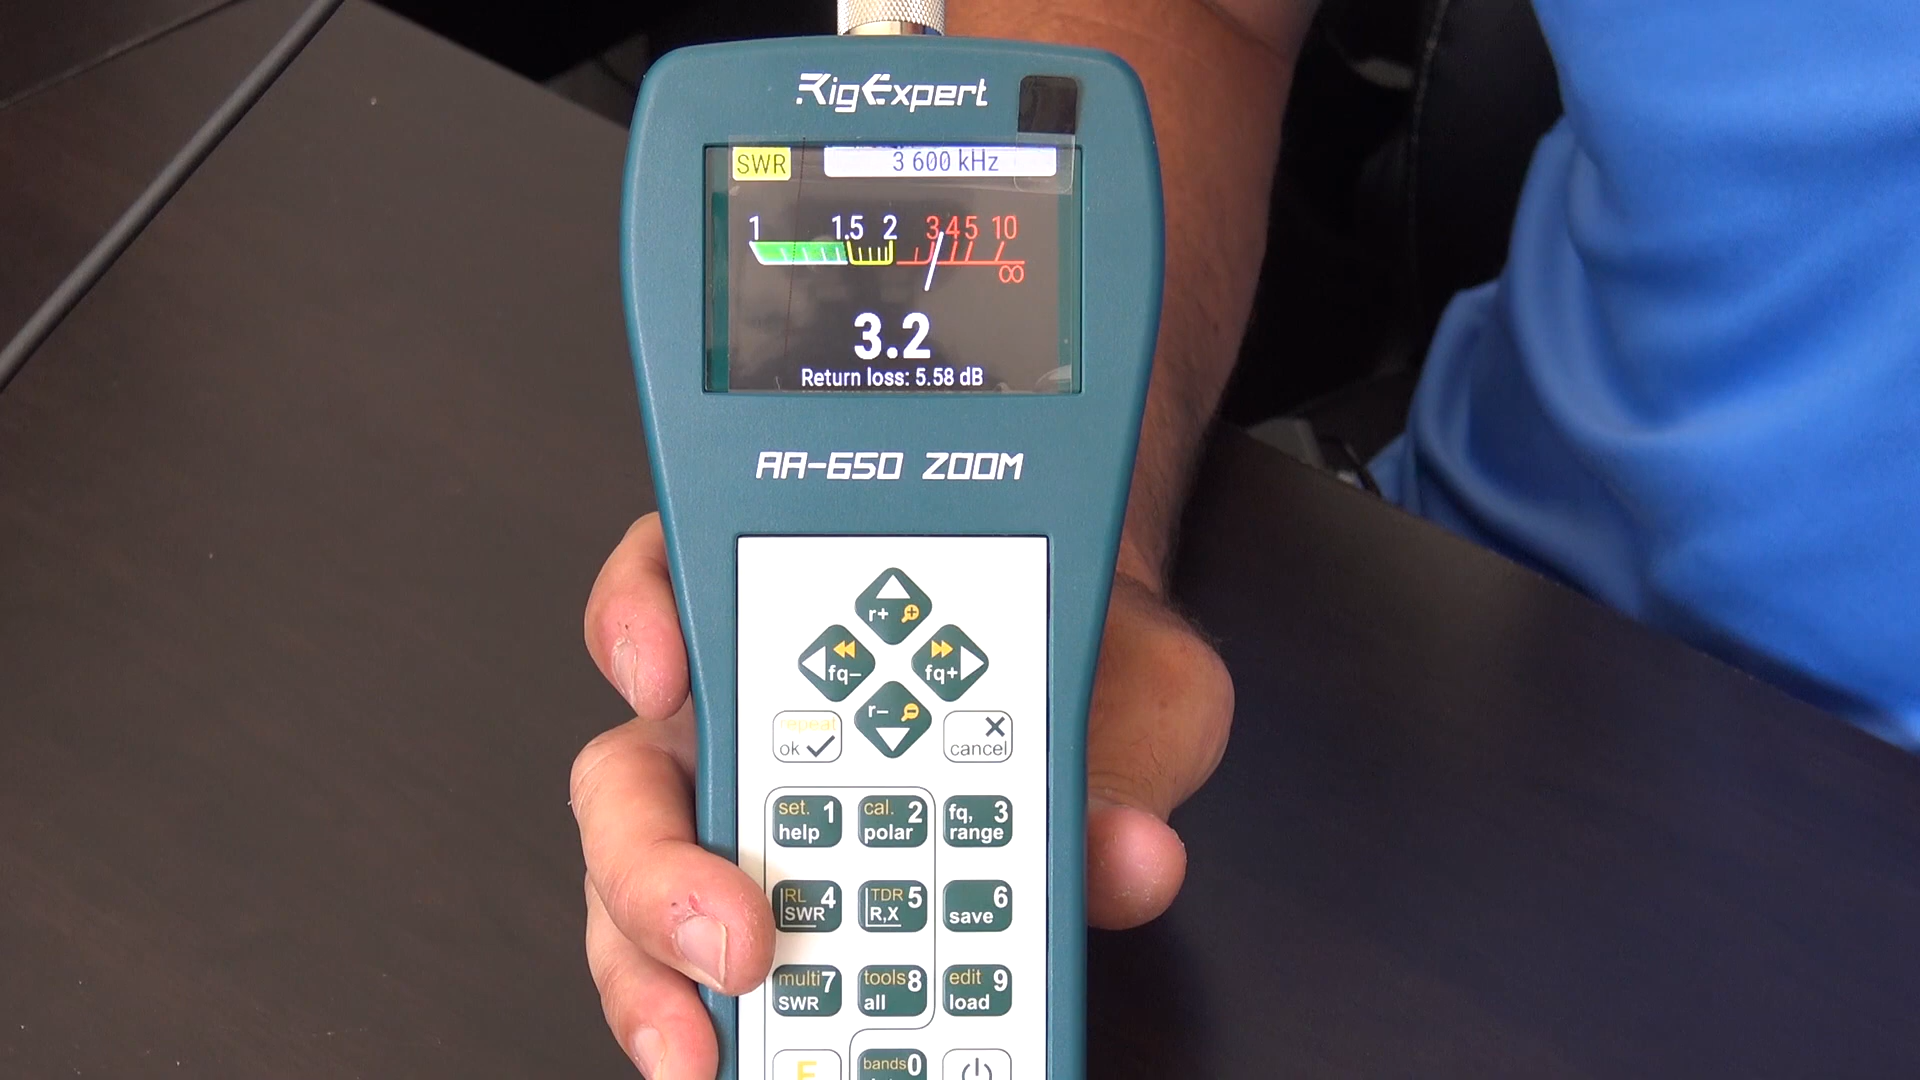 RigExpert
SWR 3 600 kHz
1 1.5 2 3 4 5 10
∞
3.2
Return loss: 5.58 dB
AA-650 ZOOM
r+
fq-
fq+
r-
repeat
ok
cancel
set. 1
help
cal. 2
polar
fq, 3
range
RL 4
SWR
TDR 5
R,X
6
save
multi 7
SWR
tools 8
all
edit 9
load
F
bands 0